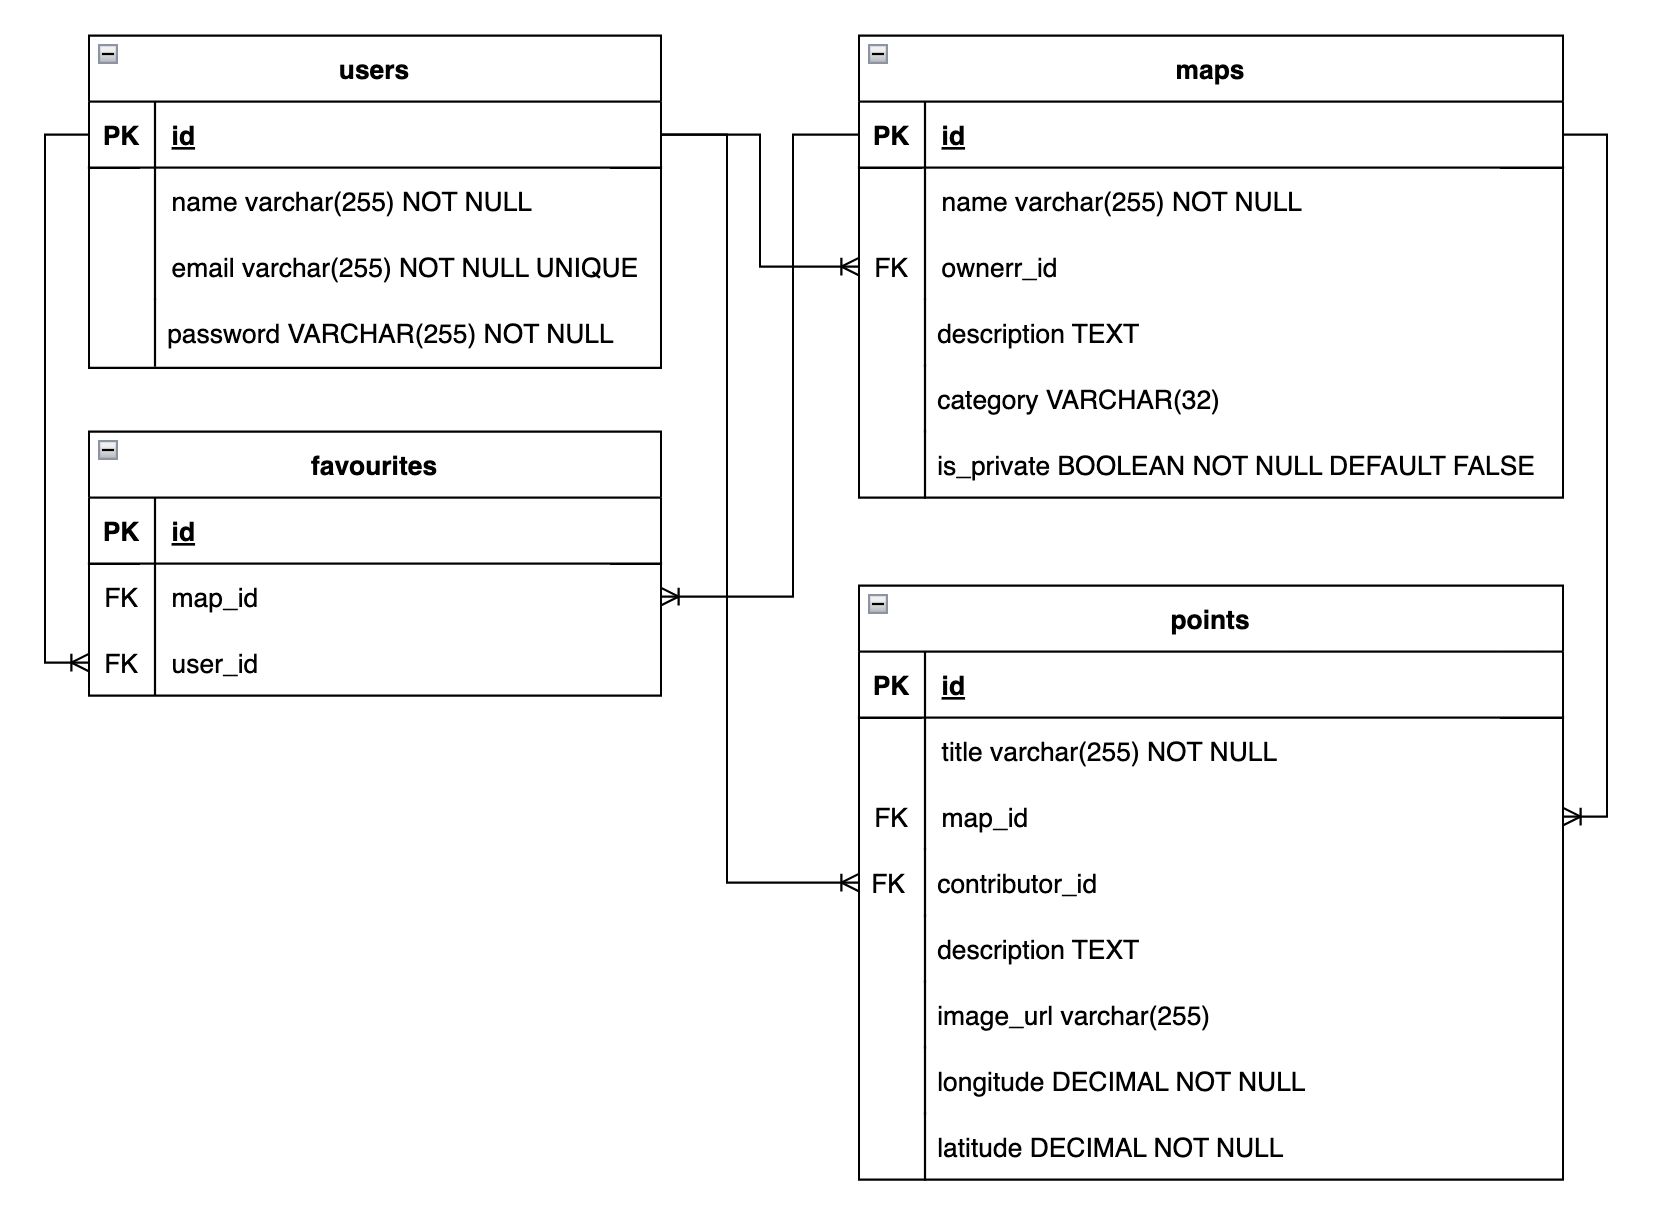 users
PK id
name varchar(255) NOT NULL
email varchar(255) NOT NULL UNIQUE
password VARCHAR(255) NOT NULL
favourites
PK id
FK map_id
FK user_id
maps
PK id
name varchar(255) NOT NULL
FK ownerr_id
description TEXT
category VARCHAR(32)
is_private BOOLEAN NOT NULL DEFAULT FALSE
points
PK id
title varchar(255) NOT NULL
FK map_id
FK contributor_id
description TEXT
image_url varchar(255)
longitude DECIMAL NOT NULL
latitude DECIMAL NOT NULL